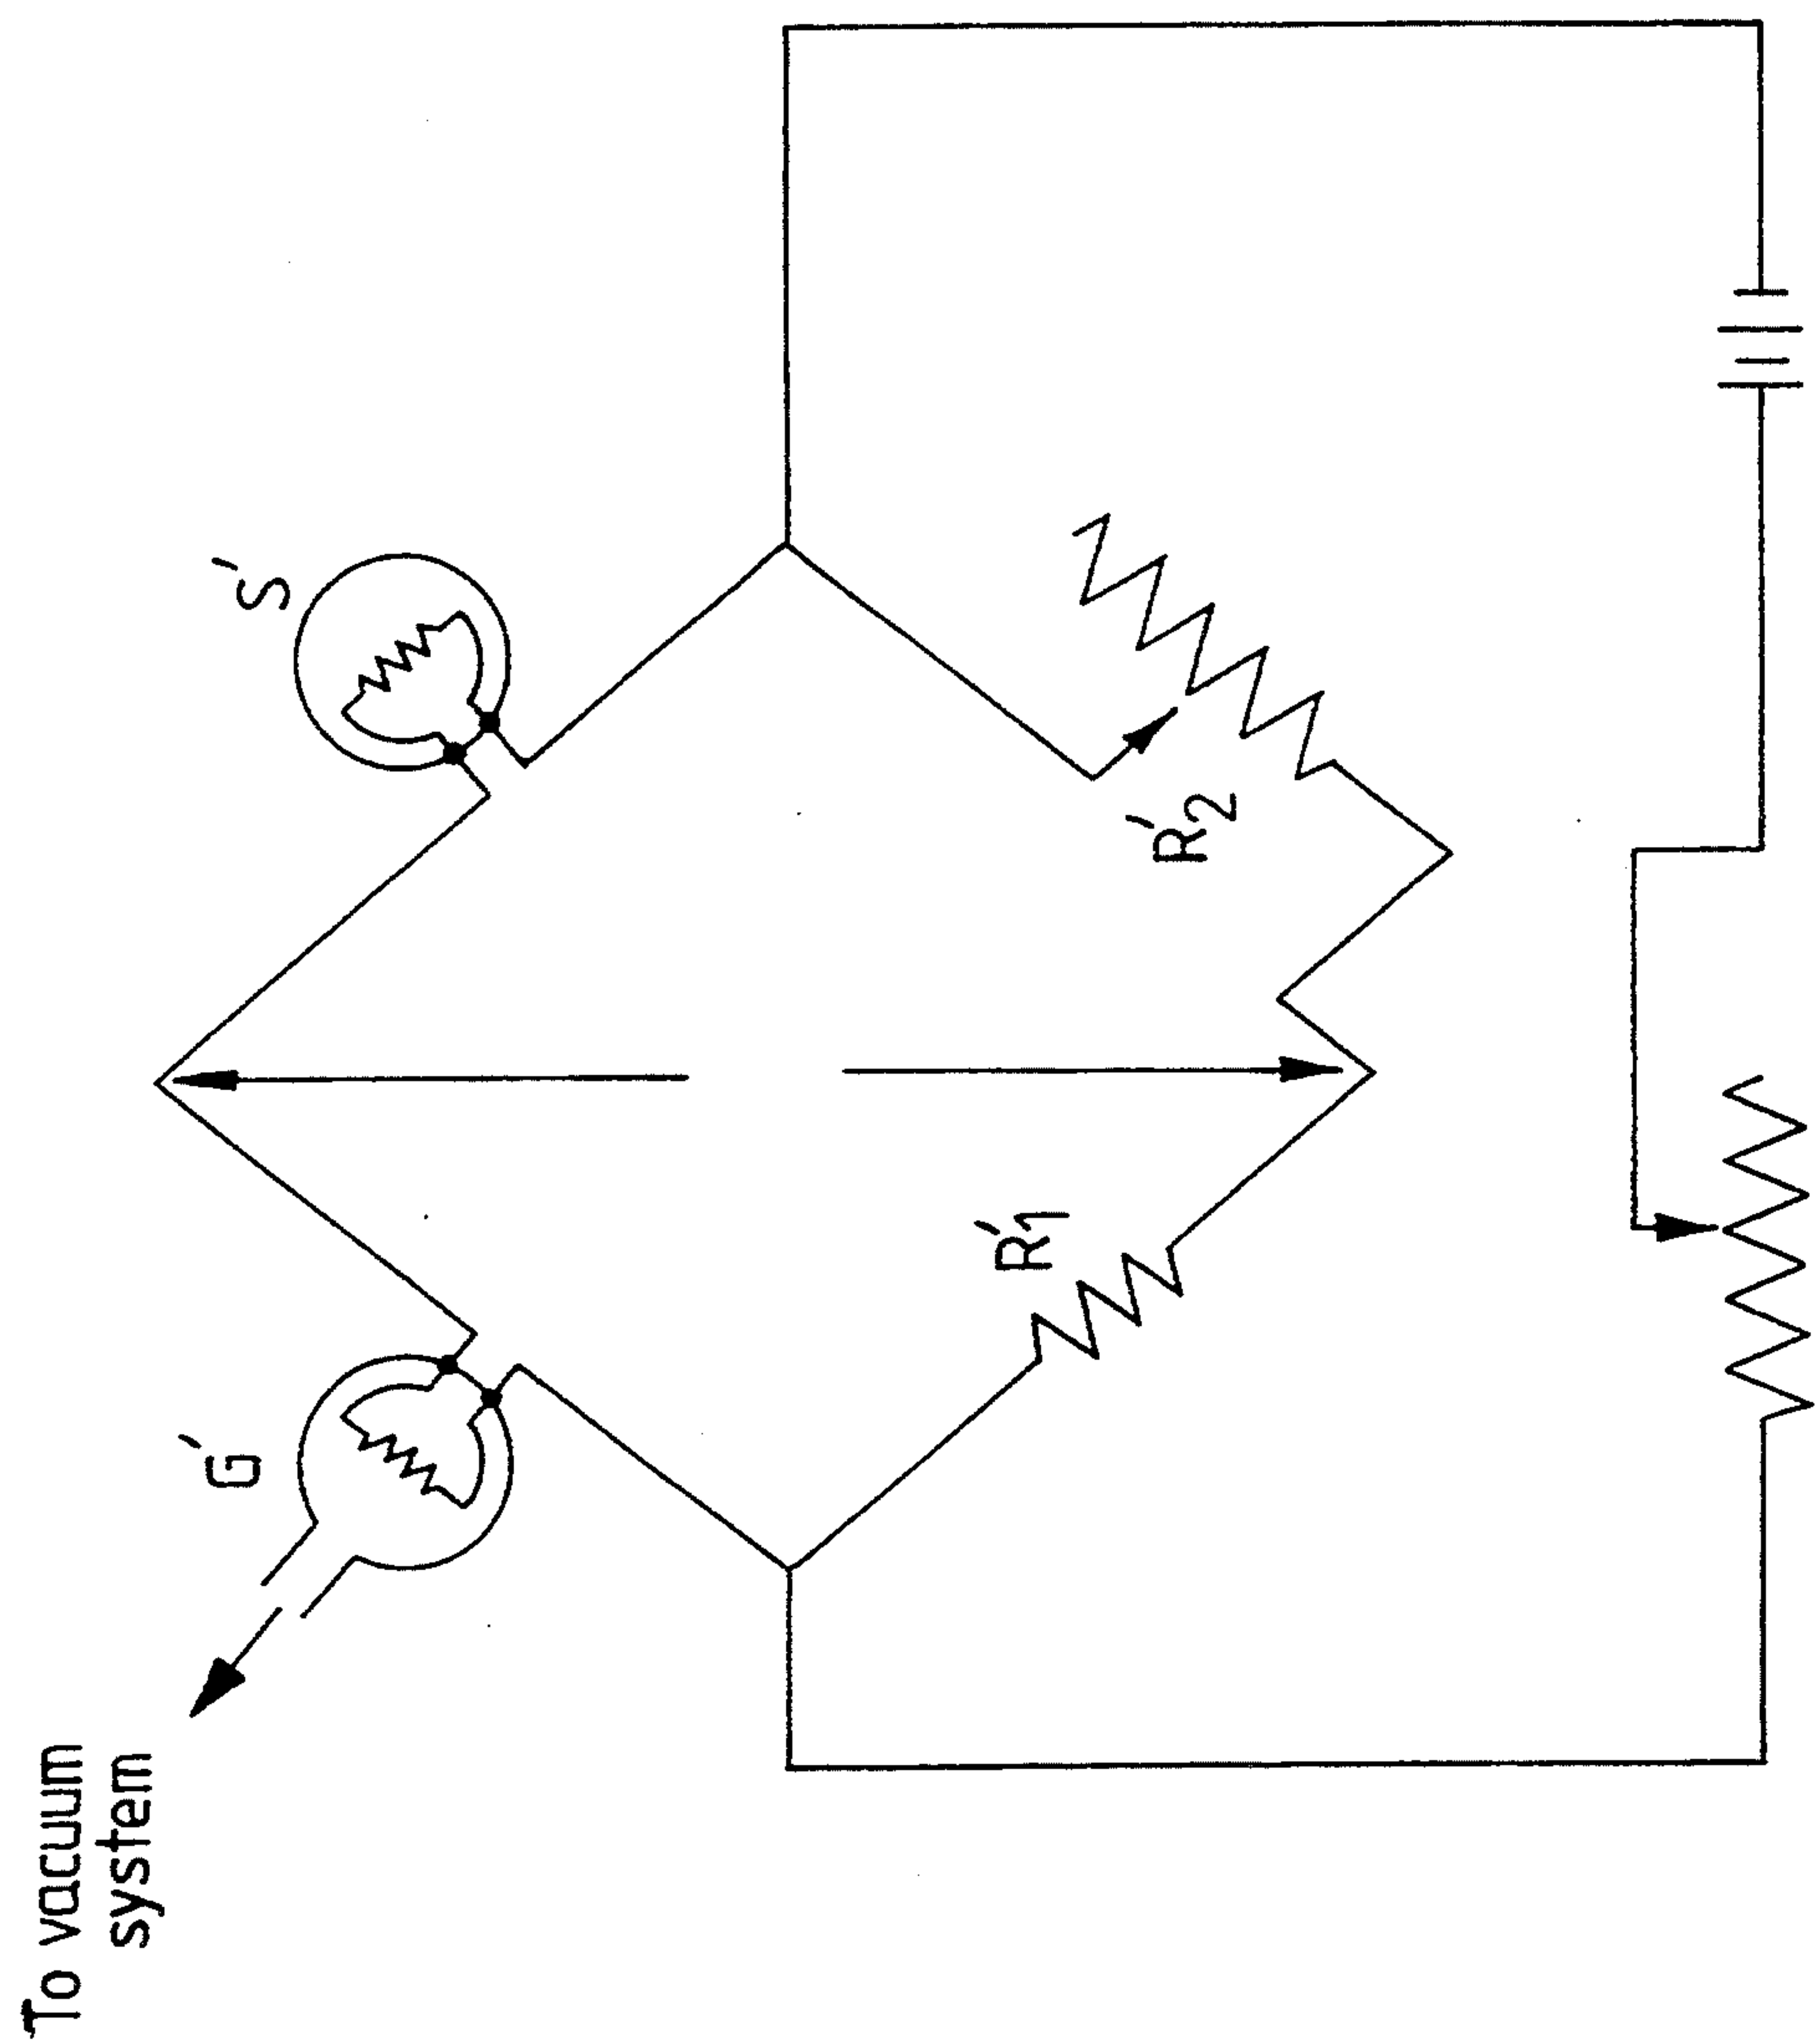 To vacuum
system
G'
S'
R'1
R'2